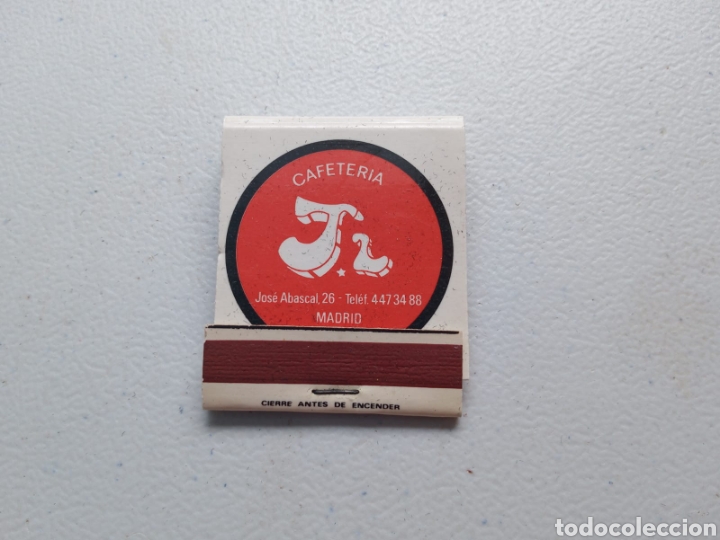 CAFETERIA
J.L
José Abascal, 26 - Teléf. 447 34 88
MADRID
CIERRE ANTES DE ENCENDER
todocoleccion